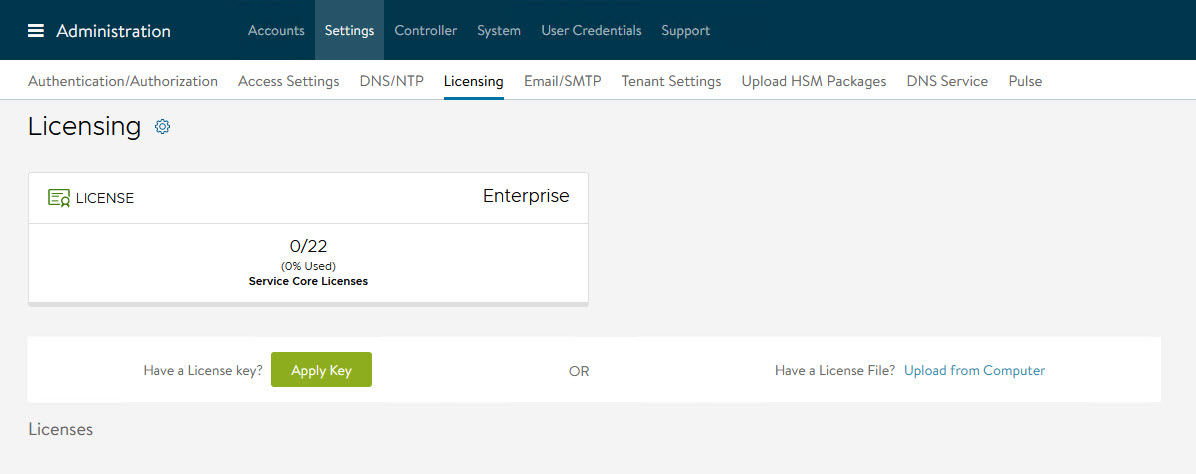 Administration Accounts Settings Controller System User Credentials Support
Authentication/Authorization Access Settings DNS/NTP Licensing Email/SMTP Tenant Settings Upload HSM Packages DNS Service Pulse
Licensing
LICENSE Enterprise
0/22
(0% Used)
Service Core Licenses
Have a License key? Apply Key OR Have a License File? Upload from Computer
Licenses